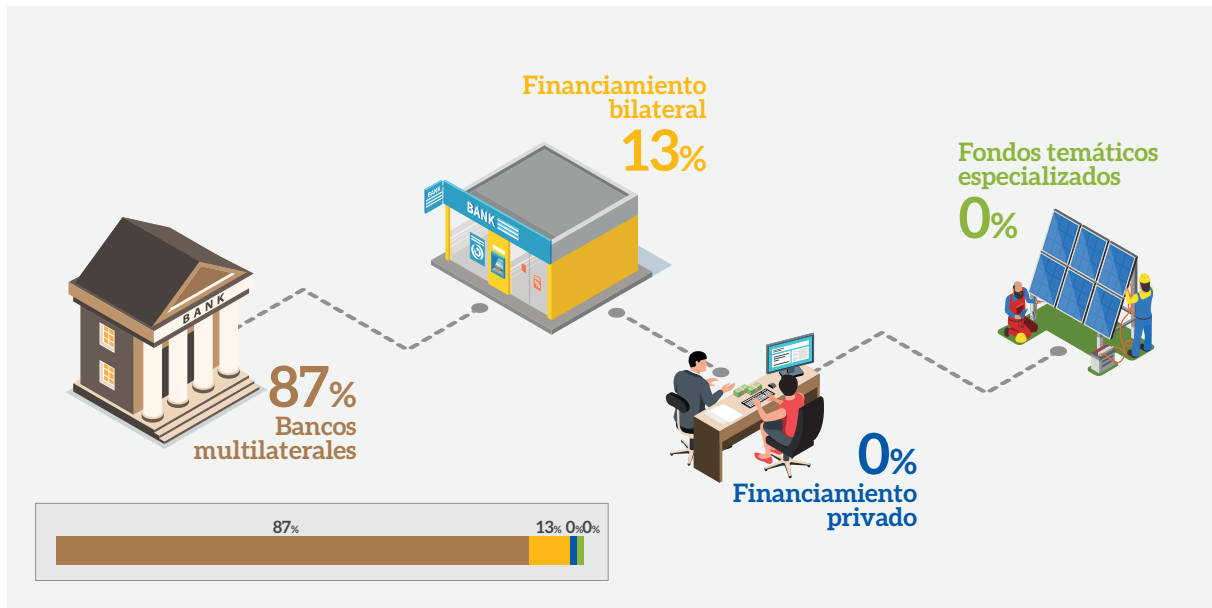 Financiamiento
bilateral
13%
Fondos temáticos
especializados
0%
BANK
BANK
BANK
87%
Bancos
multilaterales
0%
Financiamiento
privado
87% 13% 0% 0%